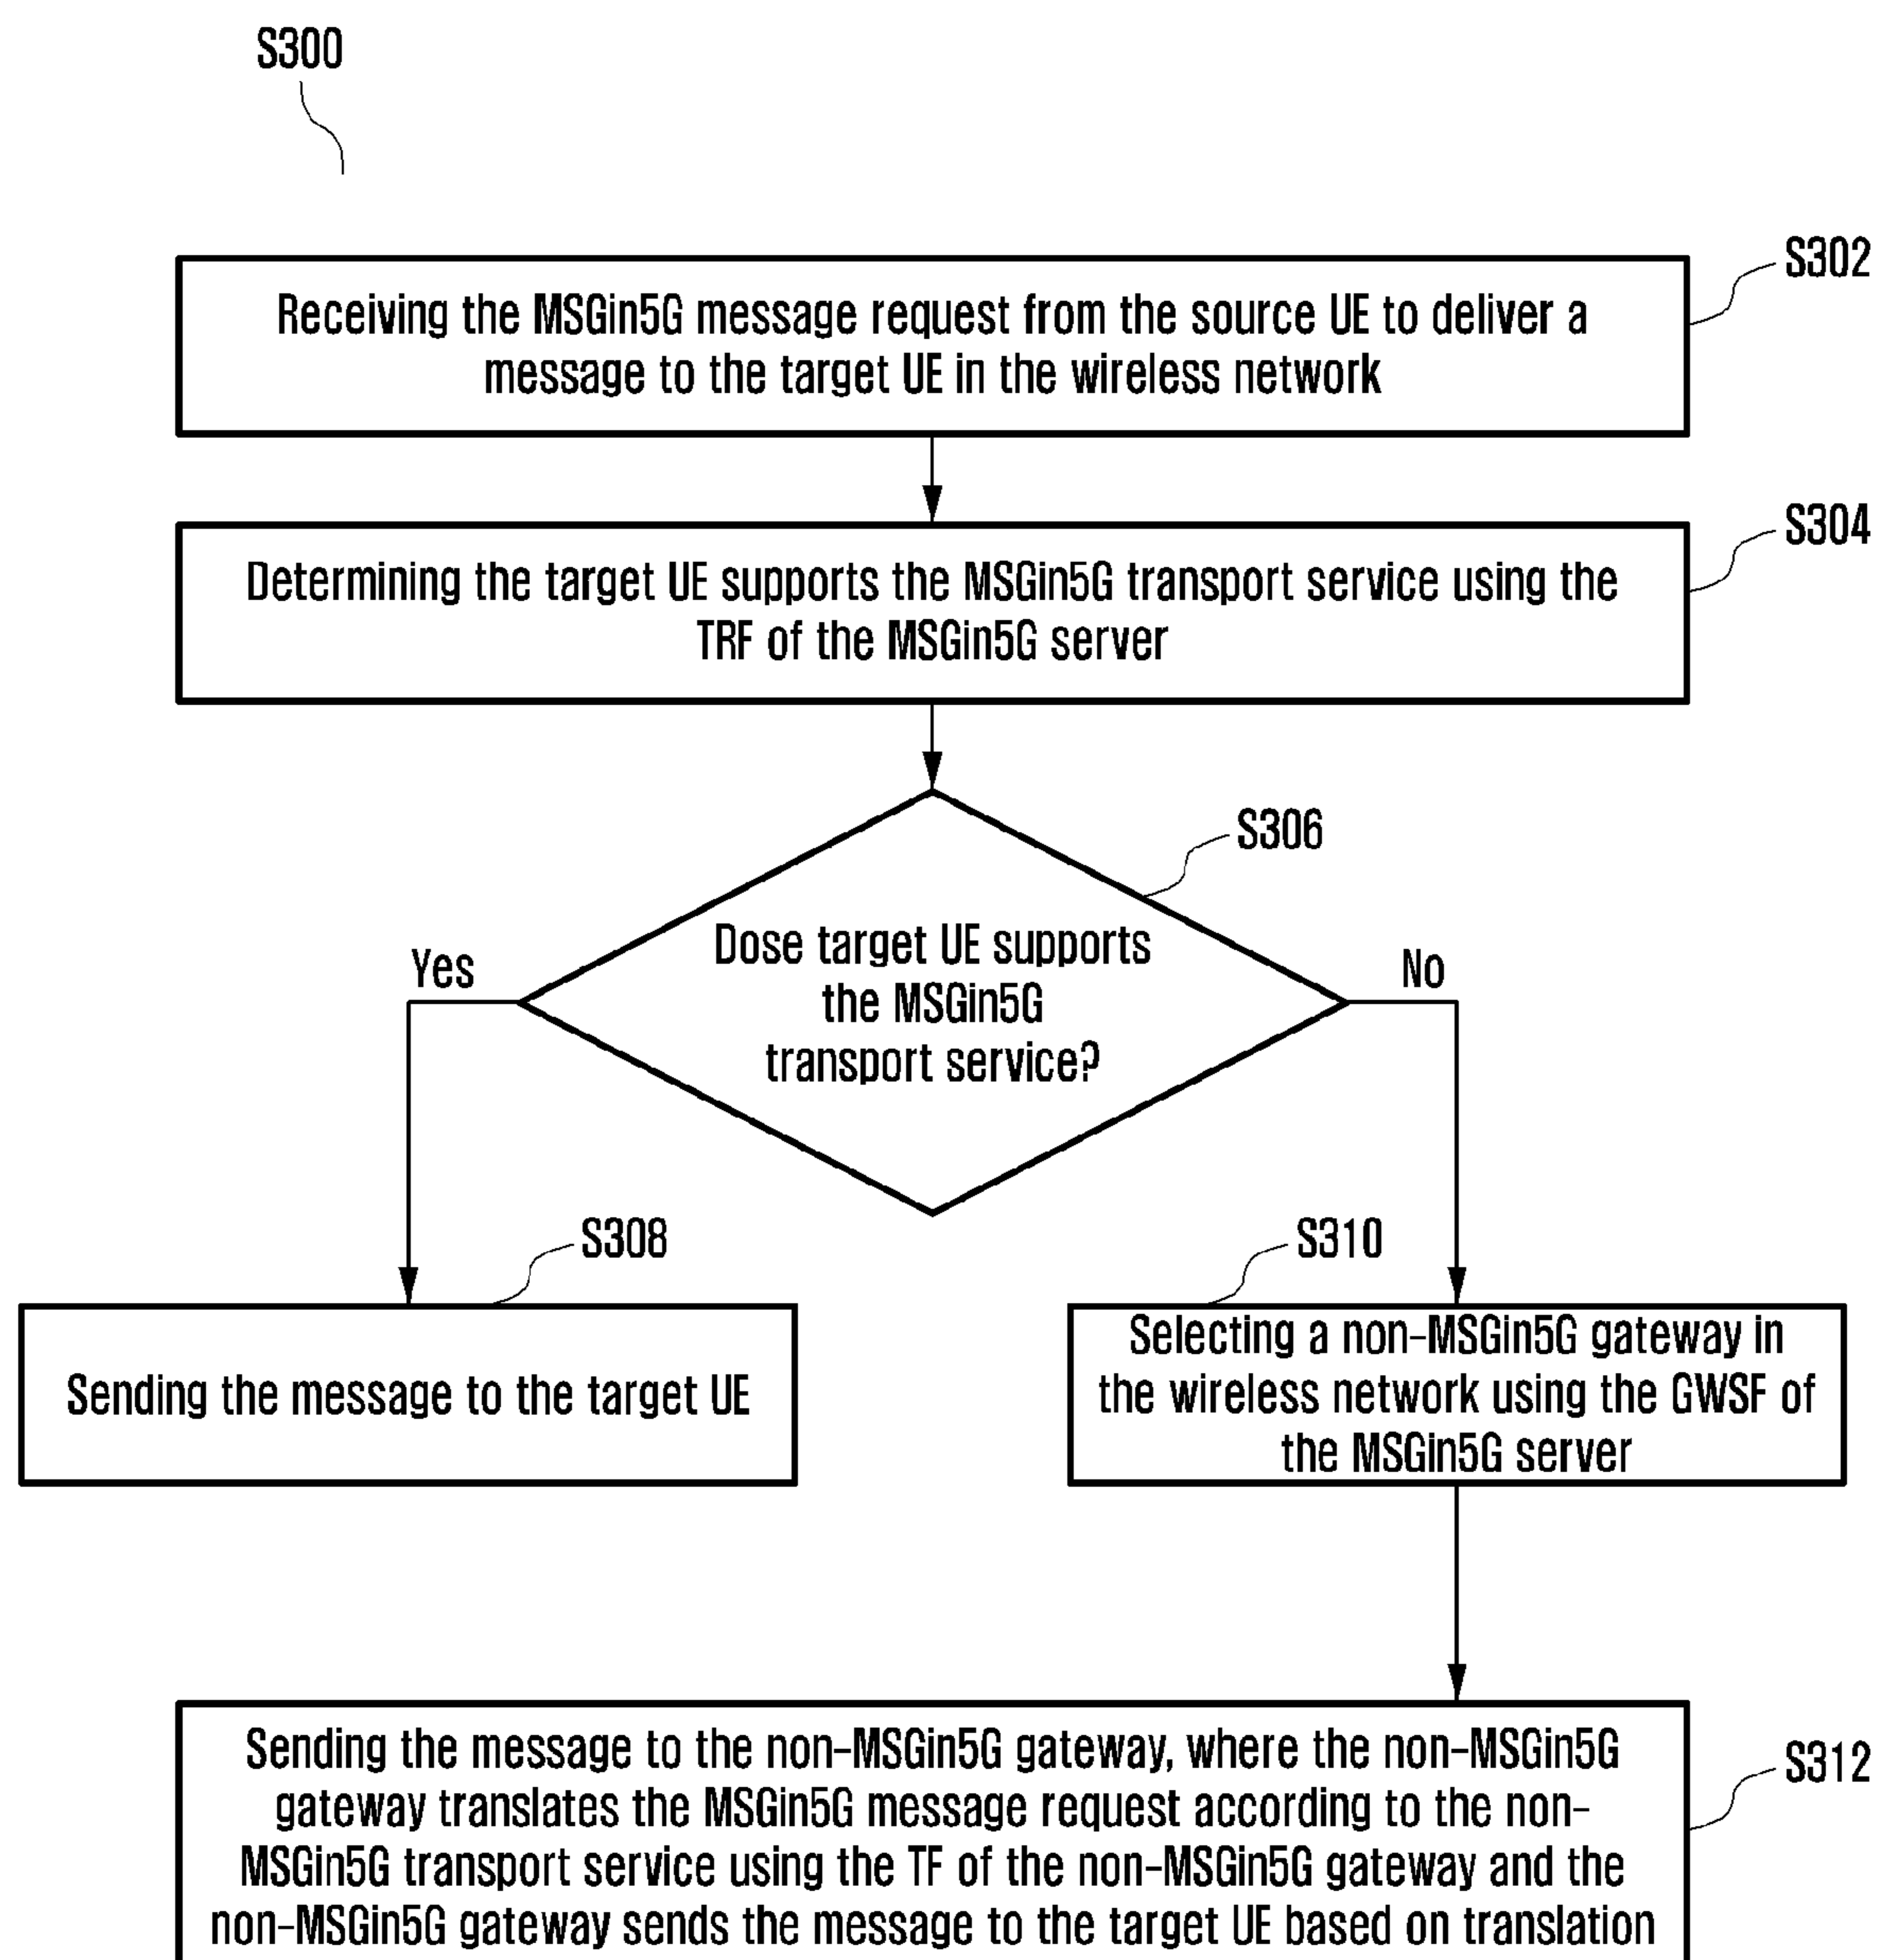 S300
S302
Receiving the MSGin5G message request from the source UE to deliver a
message to the target UE in the wireless network
S304
Determining the target UE supports the MSGin5G transport service using the
TRF of the MSGin5G server
S306
Dose target UE supports
the MSGin5G
transport service?
Yes
No
S308
Sending the message to the target UE
S310
Selecting a non-MSGin5G gateway in
the wireless network using the GWSF of
the MSGin5G server
S312
Sending the message to the non-MSGin5G gateway, where the non-MSGin5G
gateway translates the MSGin5G message request according to the non-
MSGin5G transport service using the TF of the non-MSGin5G gateway and the
non-MSGin5G gateway sends the message to the target UE based on translation